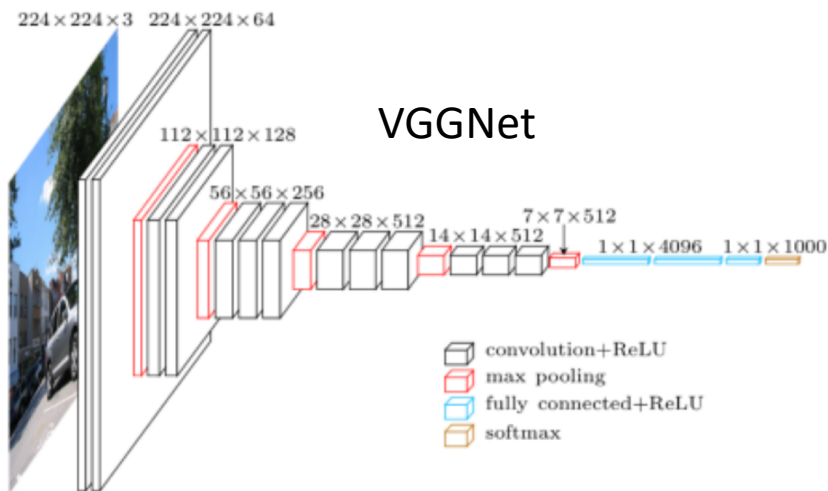 224×224×3
224×224×64
112×112×128
VGGNet
56×56×256
28×28×512
14×14×512
7×7×512
1×1×4096
1×1×1000
convolution+ReLU
max pooling
fully connected+ReLU
softmax